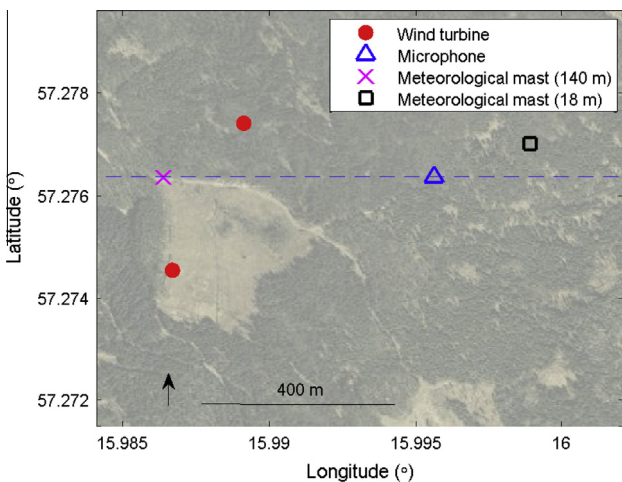 Wind turbine
Microphone
Meteorological mast (140 m)
Meteorological mast (18 m)
57.278
57.276
57.274
57.272
Latitude (°)
400 m
15.985
15.99
15.995
16
Longitude (°)